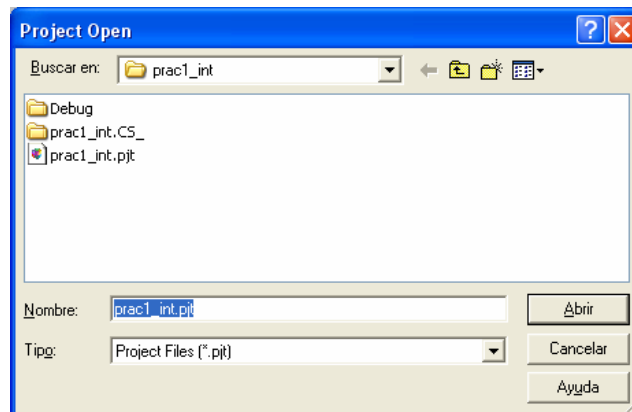 Project Open
Buscar en: prac1_int
Debug
prac1_int.CS_
prac1_int.pjt
Nombre: prac1_int.pjt Abrir
Tipo: Project Files (*.pjt) Cancelar
Ayuda